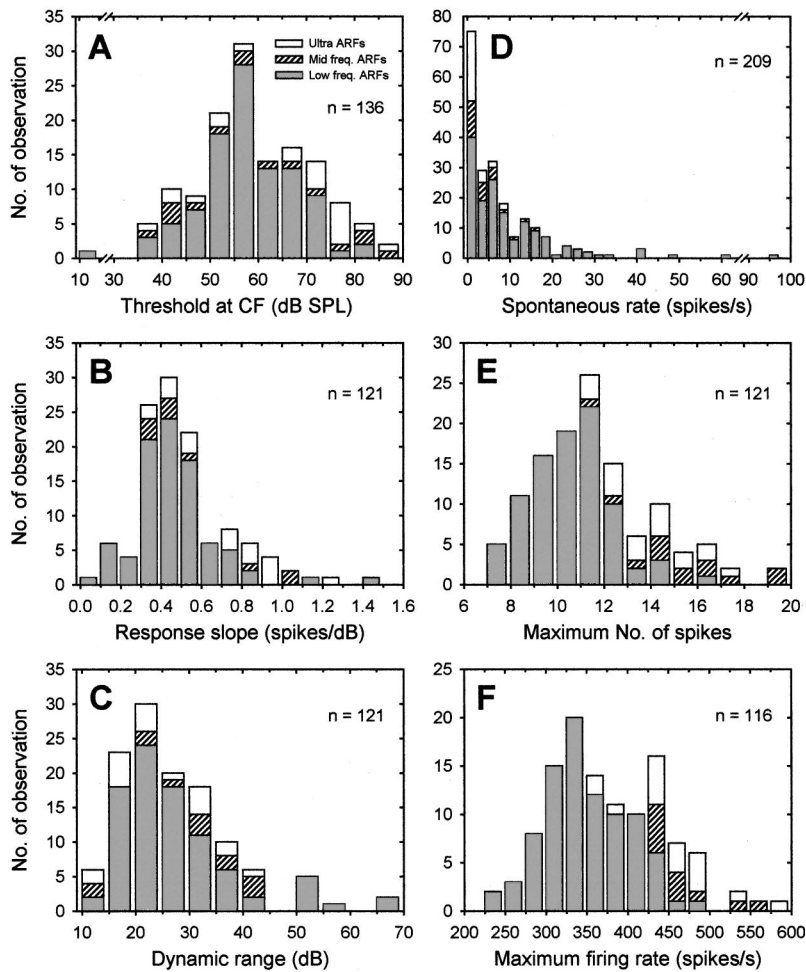 A
Ultra ARFs
Mid freq. ARFs
Low freq. ARFs
n = 136
No. of observation
35
30
25
20
15
10
5
0
10 30 40 50 60 70 80 90
Threshold at CF (dB SPL)
D
n = 209
80
70
60
50
40
30
20
10
0
0 10 20 30 40 50 60 90 100
Spontaneous rate (spikes/s)
B
n = 121
No. of observation
35
30
25
20
15
10
5
0
0.0 0.2 0.4 0.6 0.8 1.0 1.2 1.4 1.6
Response slope (spikes/dB)
E
n = 121
30
25
20
15
10
5
0
6 8 10 12 14 16 18 20
Maximum No. of spikes
C
n = 121
No. of observation
35
30
25
20
15
10
5
0
10 20 30 40 50 60 70
Dynamic range (dB)
F
n = 116
25
20
15
10
5
0
200 250 300 350 400 450 500 550 600
Maximum firing rate (spikes/s)